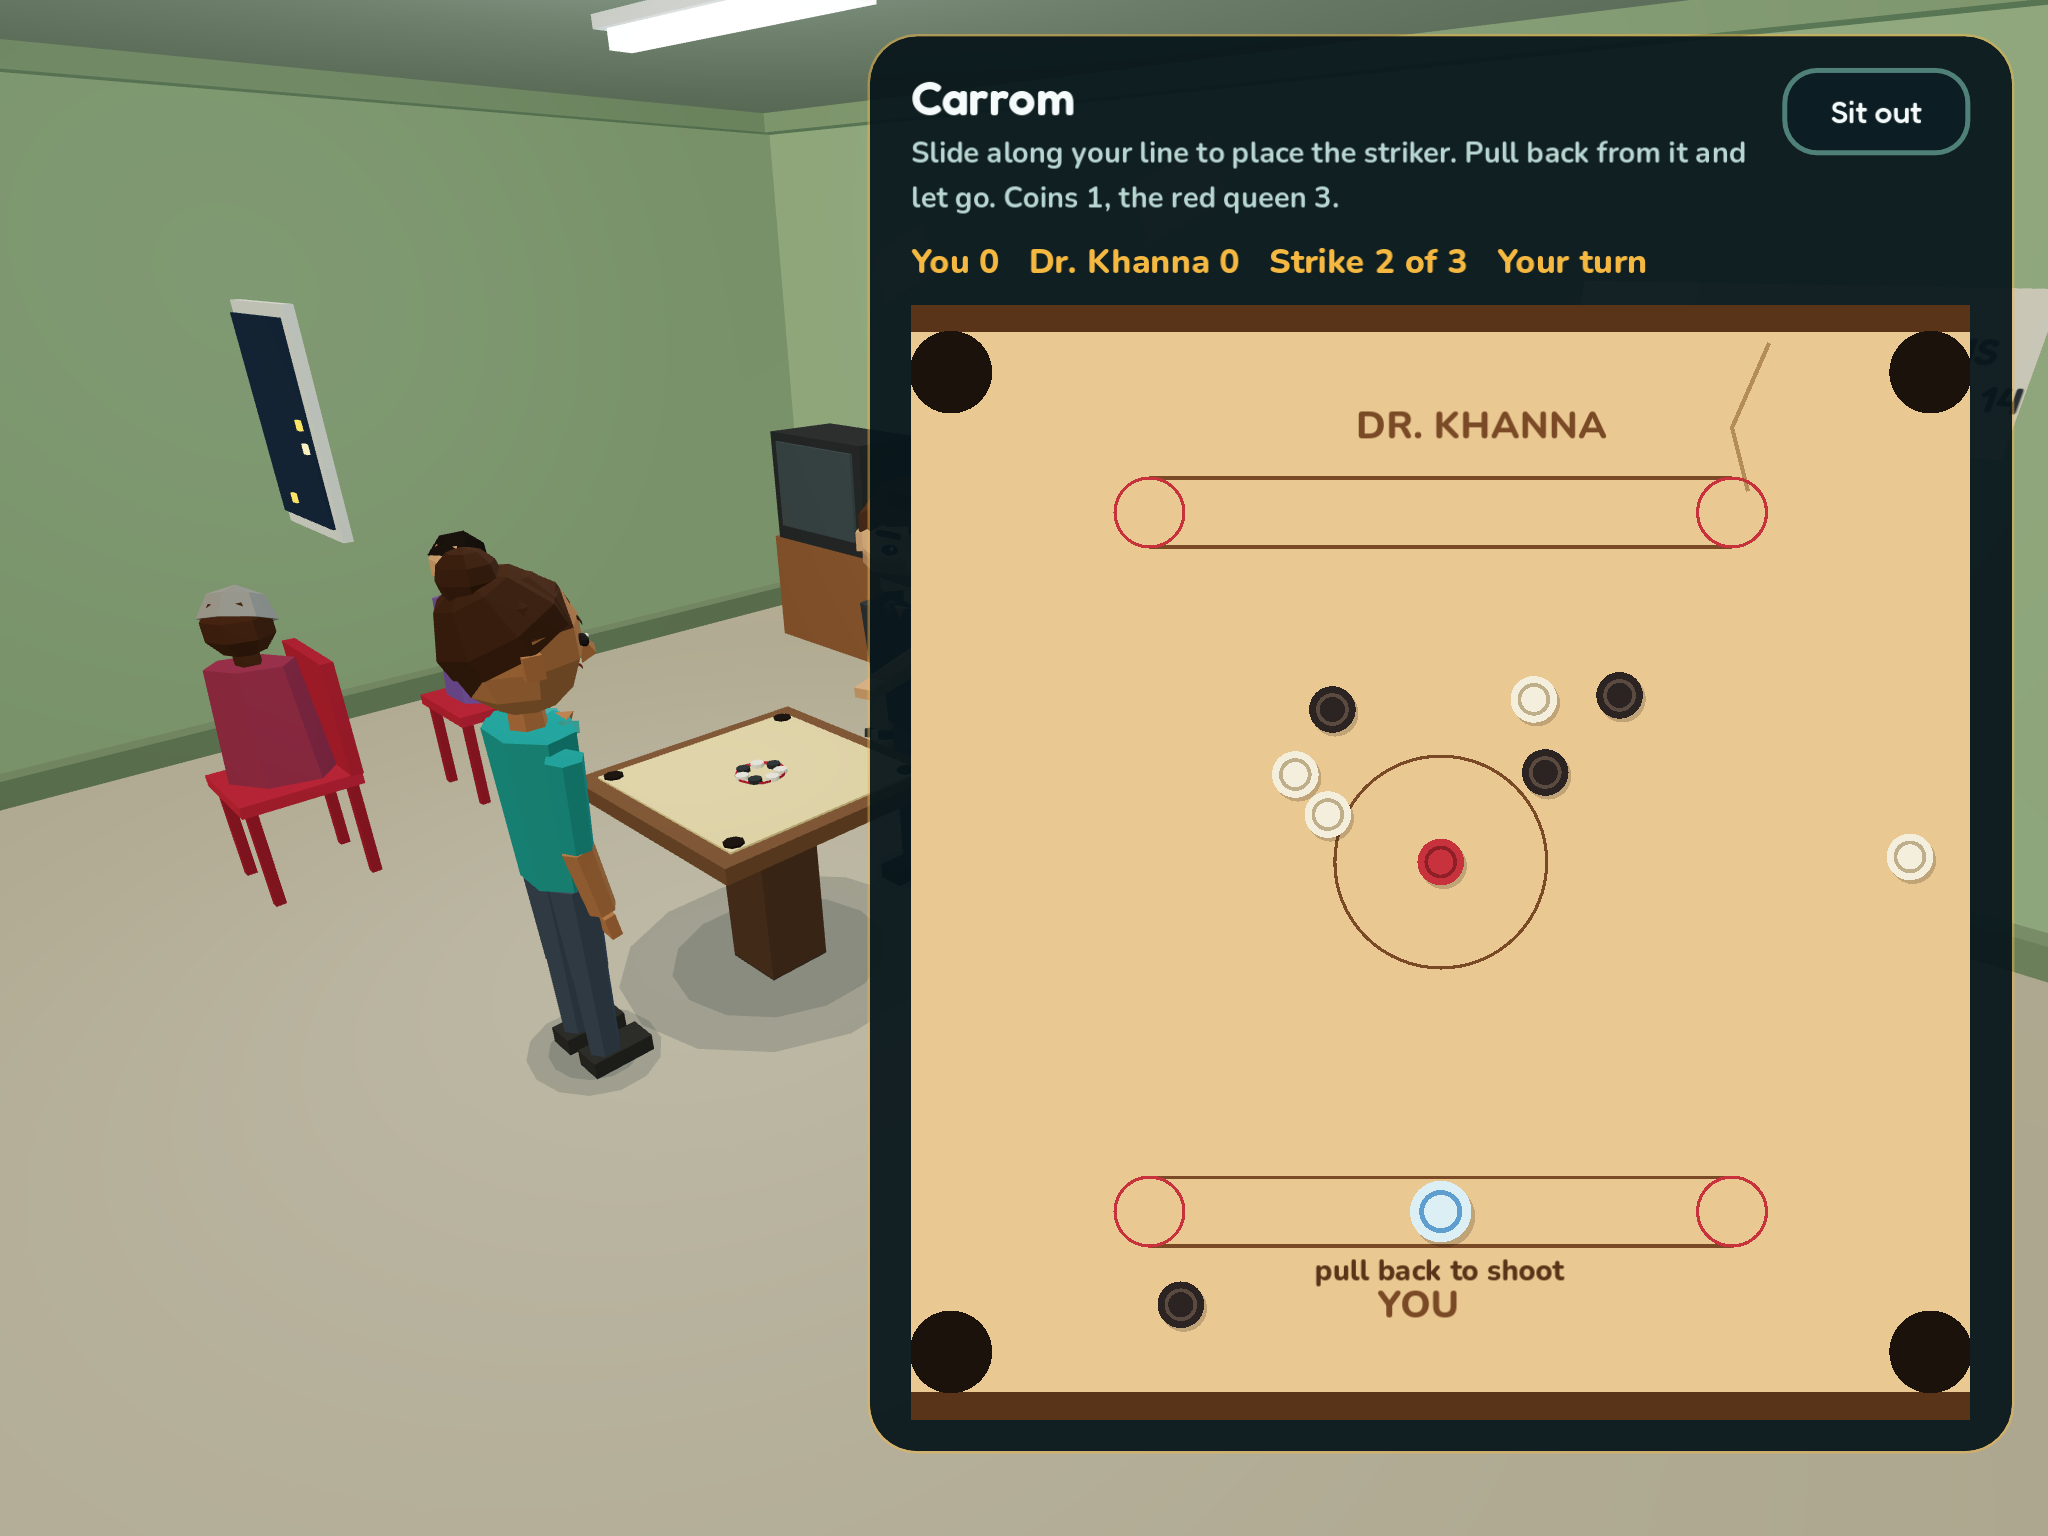 Carrom
Sit out
Slide along your line to place the striker. Pull back from it and
let go. Coins 1, the red queen 3.
You 0 Dr. Khanna 0 Strike 2 of 3 Your turn
DR. KHANNA
14
pull back to shoot
YOU